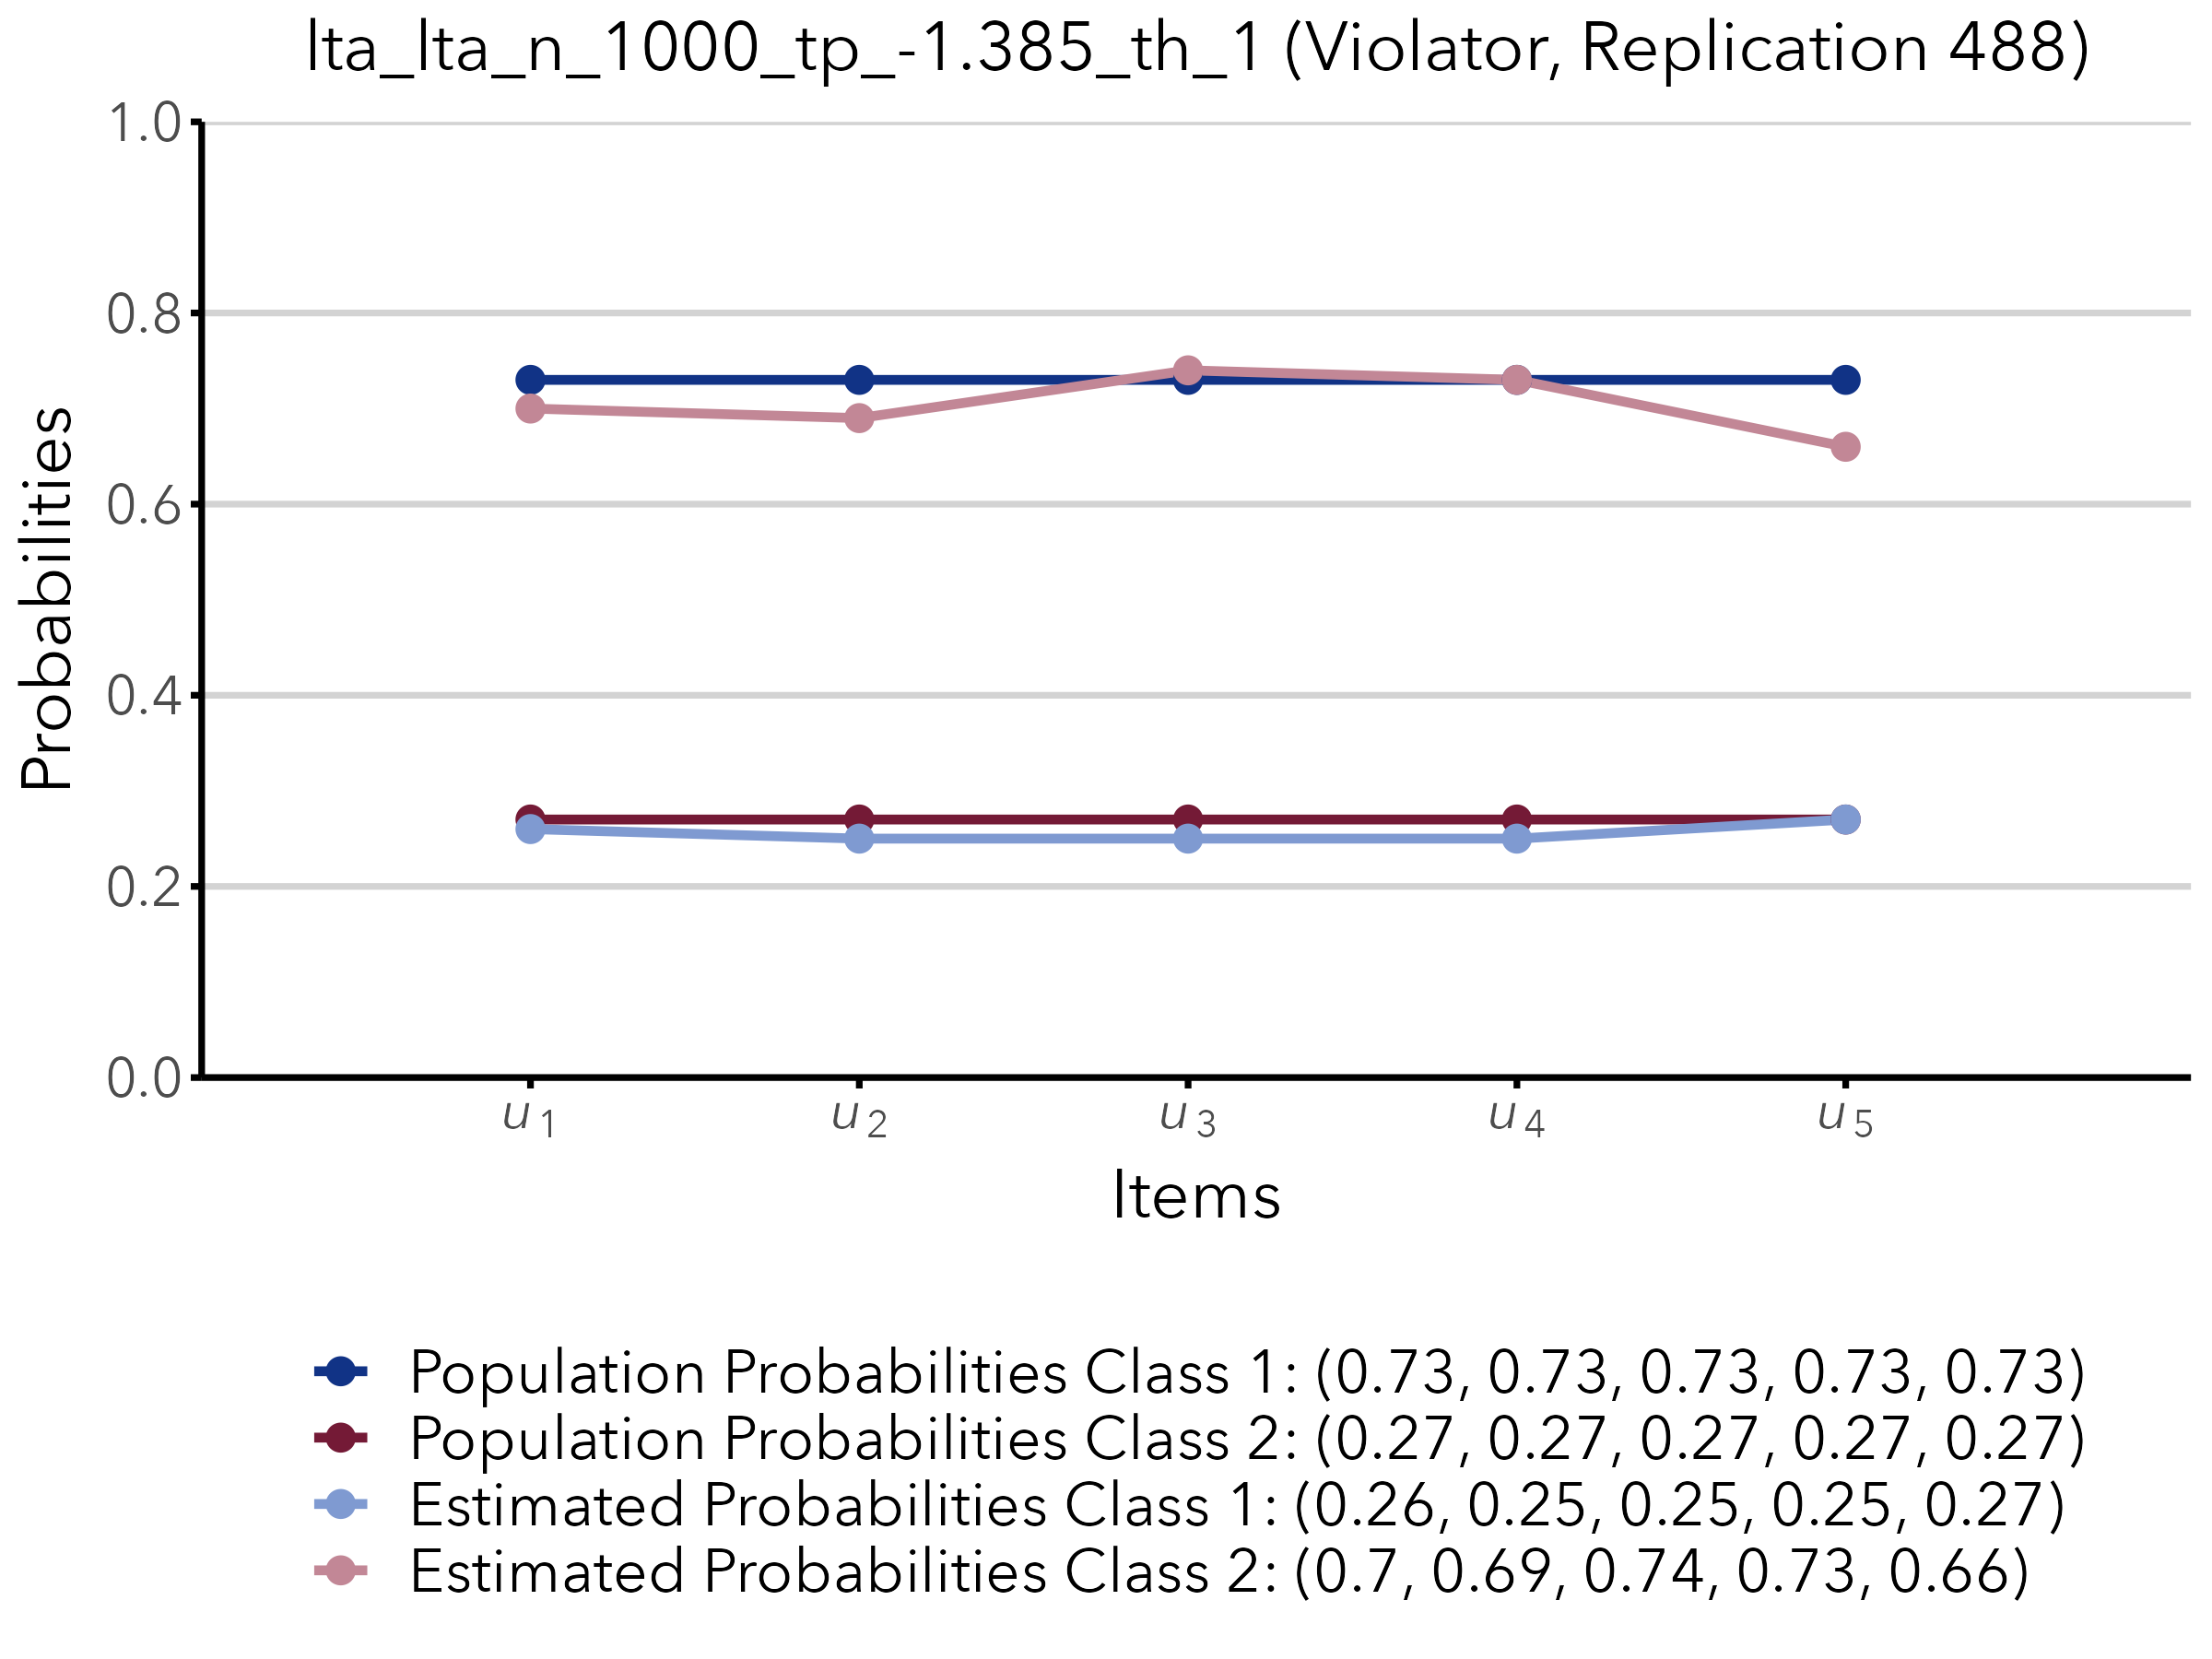 lta_lta_n_1000_tp_-1.385_th_1 (Violator, Replication 488)
1.0
0.8
0.6
0.4
0.2
0.0
Probabilities
u1 u2 u3 u4 u5
Items
Population Probabilities Class 1: (0.73, 0.73, 0.73, 0.73, 0.73)
Population Probabilities Class 2: (0.27, 0.27, 0.27, 0.27, 0.27)
Estimated Probabilities Class 1: (0.26, 0.25, 0.25, 0.25, 0.27)
Estimated Probabilities Class 2: (0.7, 0.69, 0.74, 0.73, 0.66)